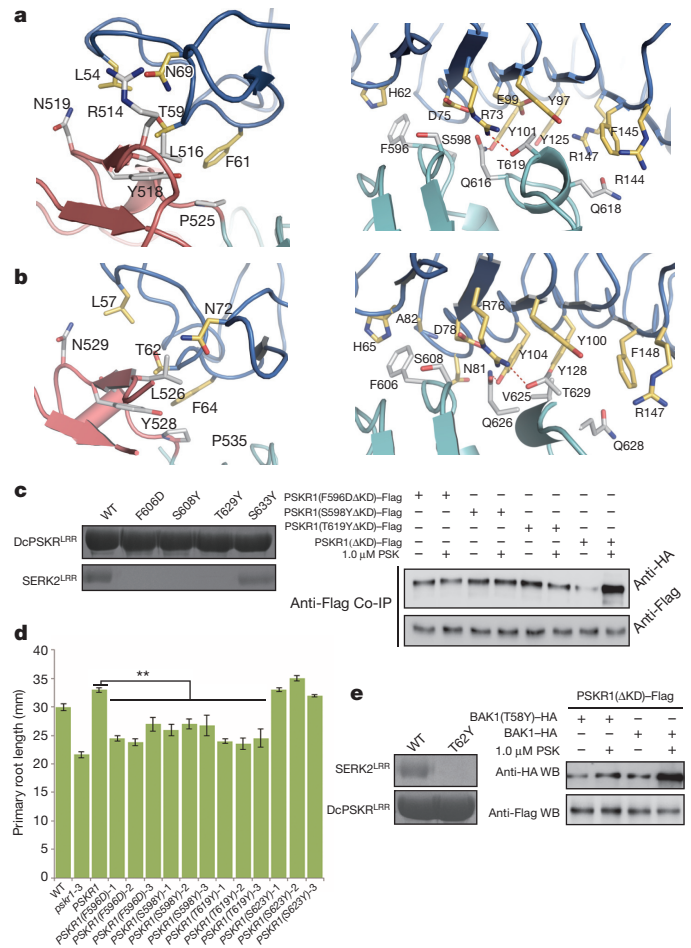 a
L54
N69
N519
R514
T59
L516
F61
Y518
P525
H62
E99
Y97
D75
R73
F596
S598
Y101
Y125
F145
T619
R147
R144
Q616
Q618
b
L57
N72
N529
T62
L526
F64
Y528
P535
R76
A82
D78
H65
Y100
Y104
S608
N81
Y128
F148
F606
V625
T629
R147
Q626
Q628
c
WT
F606D
S608Y
T629Y
S633Y
DcPSKR^LRR
SERK2^LRR
PSKR1(F596DΔKD)–Flag + + – – – – – –
PSKR1(S598YΔKD)–Flag – – + + – – – –
PSKR1(T619YΔKD)–Flag – – – – + + – –
PSKR1(ΔKD)–Flag – – – – – – + +
1.0 μM PSK – + – + – + – +
Anti-Flag Co-IP
Anti-HA
Anti-Flag
d
Primary root length (mm)
40
35
30
25
20
15
10
5
0
**
WT
pskr1-3
PSKR1
PSKR1(F596D)-1
PSKR1(F596D)-2
PSKR1(F596D)-3
PSKR1(S598Y)-1
PSKR1(S598Y)-2
PSKR1(S598Y)-3
PSKR1(T619Y)-1
PSKR1(T619Y)-2
PSKR1(T619Y)-3
PSKR1(S623Y)-1
PSKR1(S623Y)-2
PSKR1(S623Y)-3
e
WT
T62Y
SERK2^LRR
DcPSKR^LRR
PSKR1(ΔKD)–Flag
BAK1(T58Y)–HA + + – –
BAK1–HA – – + +
1.0 μM PSK – + – +
Anti-HA WB
Anti-Flag WB